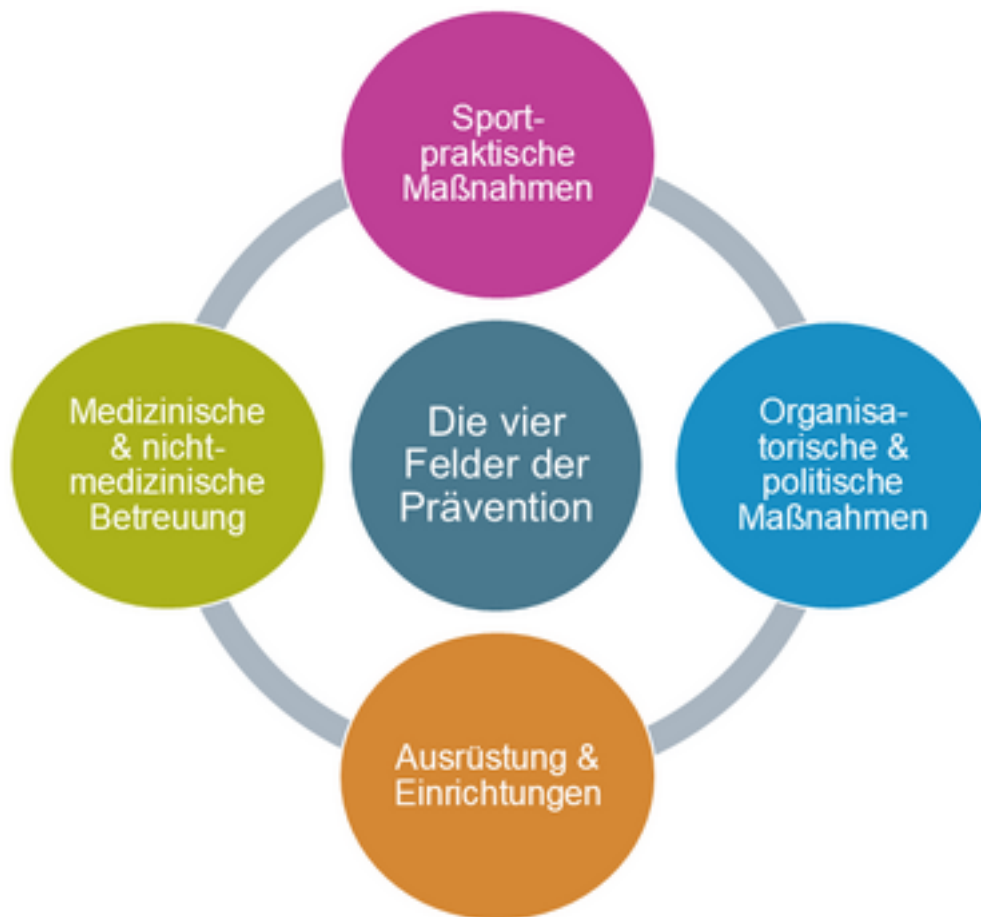 Sport-
praktische
Maßnahmen
Medizinische
& nicht-
medizinische
Betreuung
Die vier
Felder der
Prävention
Organisa-
torische &
politische
Maßnahmen
Ausrüstung &
Einrichtungen